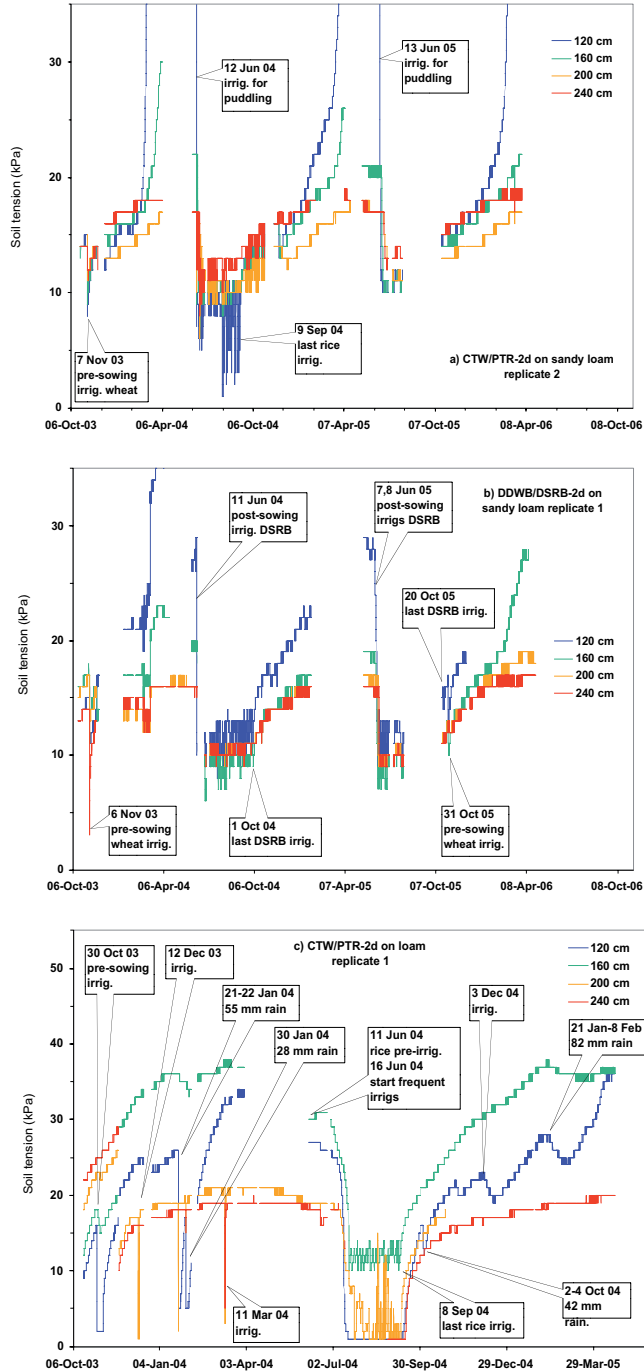 35
30
20
10
0
Soil tension (kPa)
12 Jun 04
irrig. for
puddling
13 Jun 05
irrig. for
puddling
120 cm
160 cm
200 cm
240 cm
7 Nov 03
pre-sowing
irrig. wheat
9 Sep 04
last rice
irrig.
a) CTW/PTR-2d on sandy loam
replicate 2
06-Oct-03
06-Apr-04
06-Oct-04
07-Apr-05
07-Oct-05
08-Apr-06
08-Oct-06
30
20
10
0
Soil tension (kPa)
11 Jun 04
post-sowing
irrig. DSRB
7,8 Jun 05
post-sowing
irrigs DSRB
b) DDWB/DSRB-2d on
sandy loam replicate 1
20 Oct 05
last DSRB irrig.
120 cm
160 cm
200 cm
240 cm
6 Nov 03
pre-sowing
wheat irrig.
1 Oct 04
last DSRB irrig.
31 Oct 05
pre-sowing
wheat irrig.
06-Oct-03
06-Apr-04
06-Oct-04
07-Apr-05
07-Oct-05
08-Apr-06
08-Oct-06
50
40
30
20
10
0
Soil tension (kPa)
30 Oct 03
pre-sowing
irrig.
12 Dec 03
irrig.
c) CTW/PTR-2d on loam
replicate 1
120 cm
160 cm
200 cm
240 cm
21-22 Jan 04
55 mm rain
30 Jan 04
28 mm rain
11 Jun 04
rice pre-irrig.
16 Jun 04
start frequent
irrigs
3 Dec 04
irrig.
21 Jan-8 Feb
82 mm rain
11 Mar 04
irrig.
8 Sep 04
last rice irrig.
2-4 Oct 04
42 mm
rain.
06-Oct-03
04-Jan-04
03-Apr-04
02-Jul-04
30-Sep-04
29-Dec-04
29-Mar-05